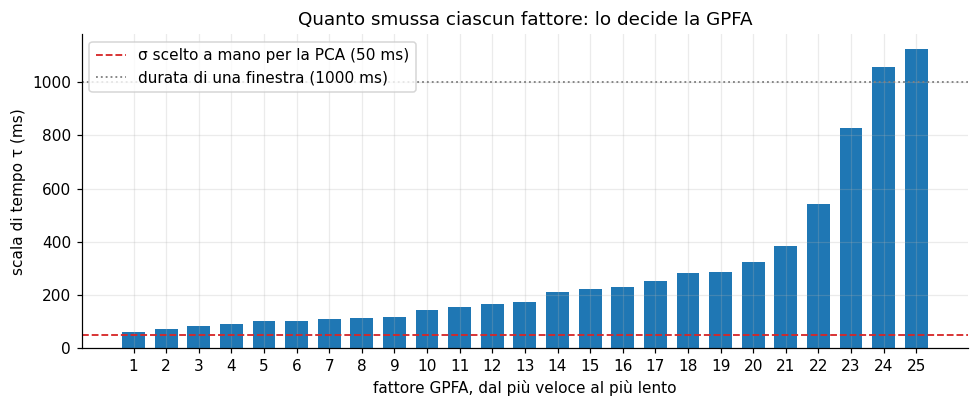 Quanto smussa ciascun fattore: lo decide la GPFA
σ scelto a mano per la PCA (50 ms)
durata di una finestra (1000 ms)
scala di tempo τ (ms)
1000
800
600
400
200
0
1 2 3 4 5 6 7 8 9 10 11 12 13 14 15 16 17 18 19 20 21 22 23 24 25
fattore GPFA, dal più veloce al più lento